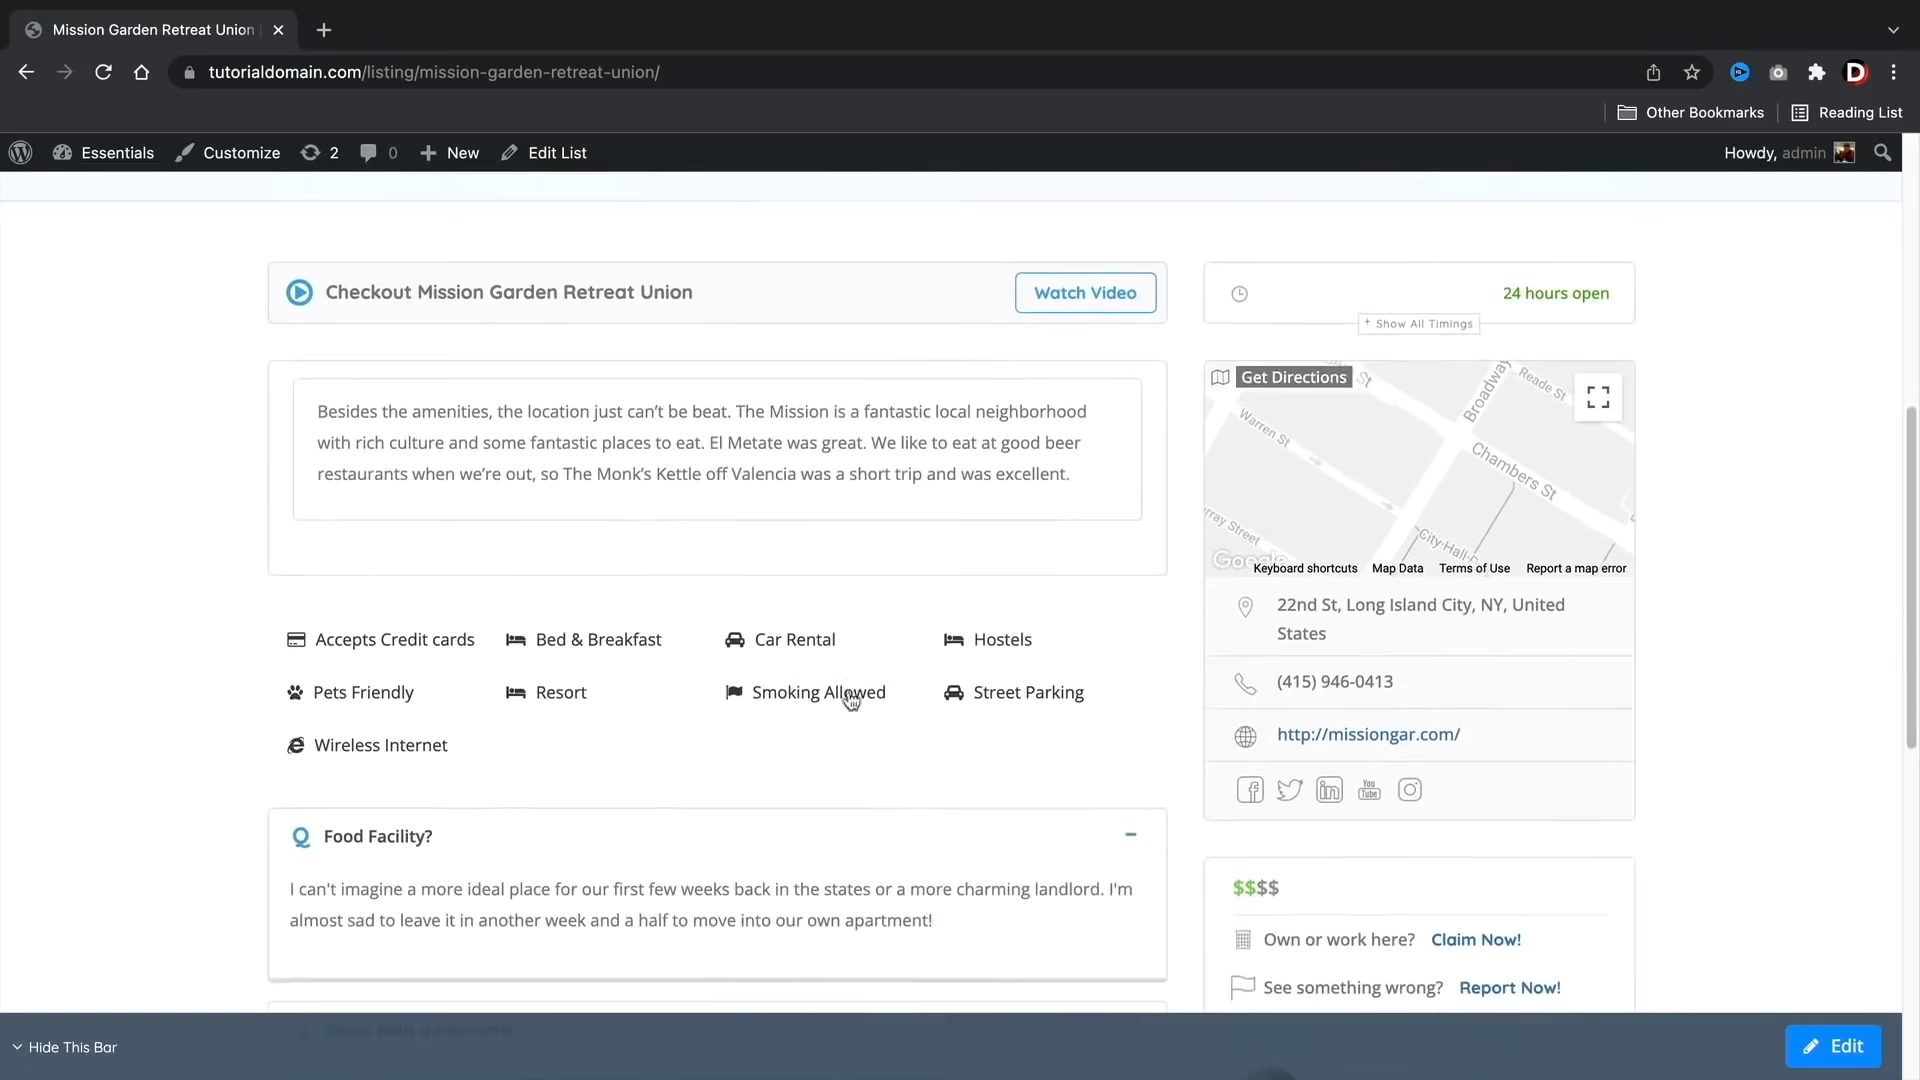 Mission Garden Retreat Union
tutorialdomain.com/listing/mission-garden-retreat-union/
Other Bookmarks
Reading List
Essentials
Customize
2
0
New
Edit List
Howdy, admin
Checkout Mission Garden Retreat Union
Watch Video
24 hours open
+ Show All Timings
Besides the amenities, the location just can’t be beat. The Mission is a fantastic local neighborhood
with rich culture and some fantastic places to eat. El Metate was great. We like to eat at good beer
restaurants when we’re out, so The Monk’s Kettle off Valencia was a short trip and was excellent.
Get Directions
St
Broadway
Reade St
Warren St
Chambers St
rray Street
City Hall
Google
Keyboard shortcuts
Map Data
Terms of Use
Report a map error
22nd St, Long Island City, NY, United
States
(415) 946-0413
http://missiongar.com/
You
Tube
Accepts Credit cards
Bed & Breakfast
Car Rental
Hostels
Pets Friendly
Resort
Smoking Allowed
Street Parking
Wireless Internet
Q Food Facility?
I can't imagine a more ideal place for our first few weeks back in the states or a more charming landlord. I'm
almost sad to leave it in another week and a half to move into our own apartment!
$$$$
Own or work here? Claim Now!
See something wrong? Report Now!
Hide This Bar
Edit